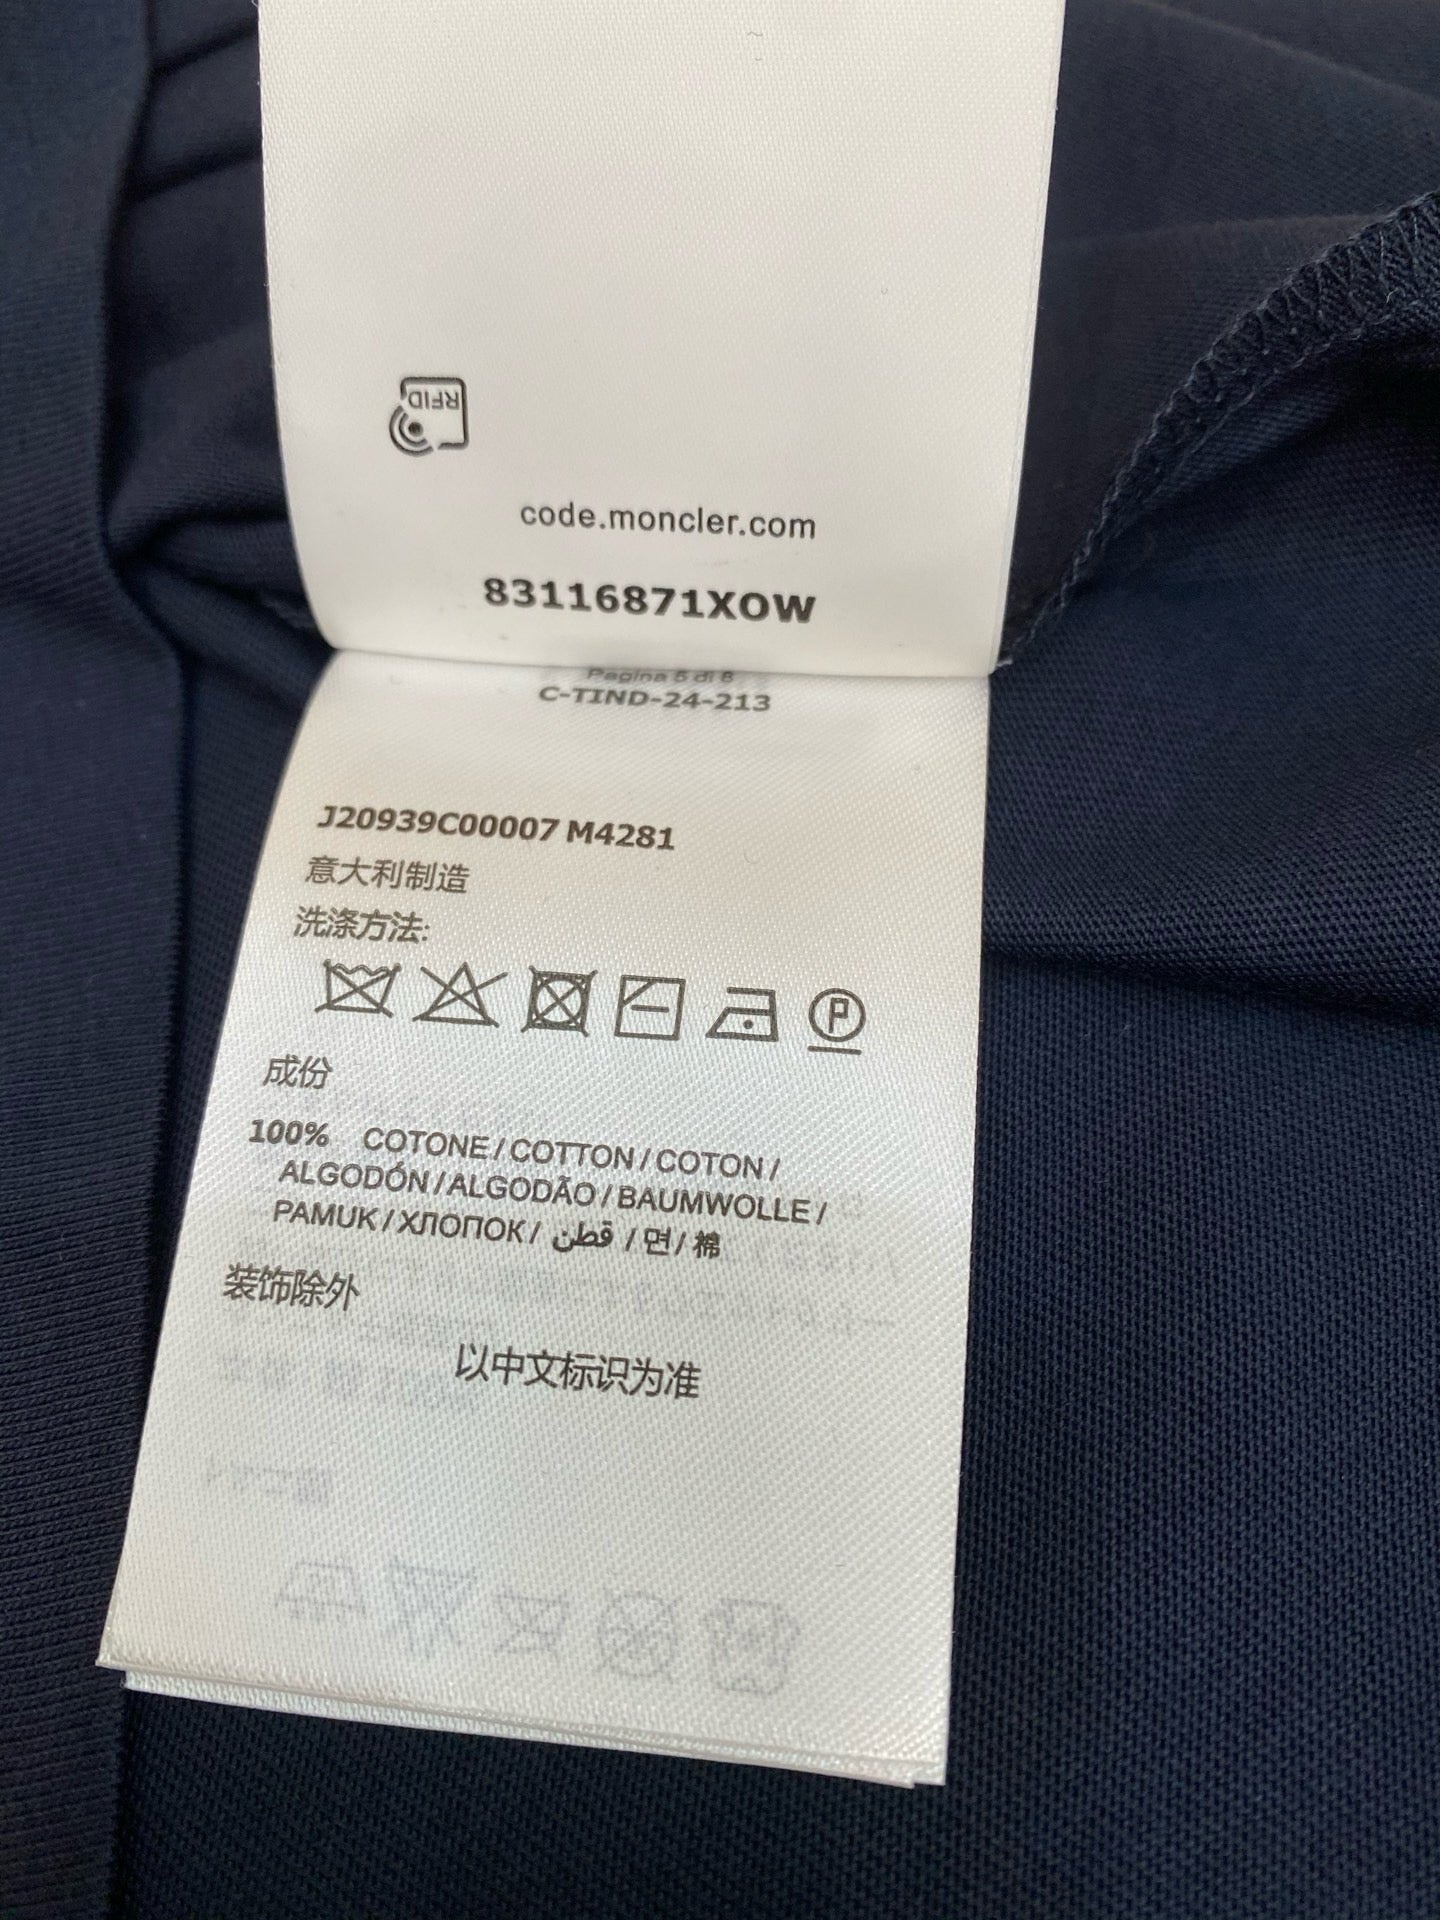 RFID
code.moncler.com
83116871XOW
Pagina 5 di 8
C-TIND-24-213
J20939C00007 M4281
意大利制造
洗涤方法:
P
成份
100% COTONE / COTTON / COTON /
ALGODÓN / ALGODÃO / BAUMWOLLE /
PAMUK / ХЛОПОК / قطن / 면 / 棉
装饰除外
以中文标识为准